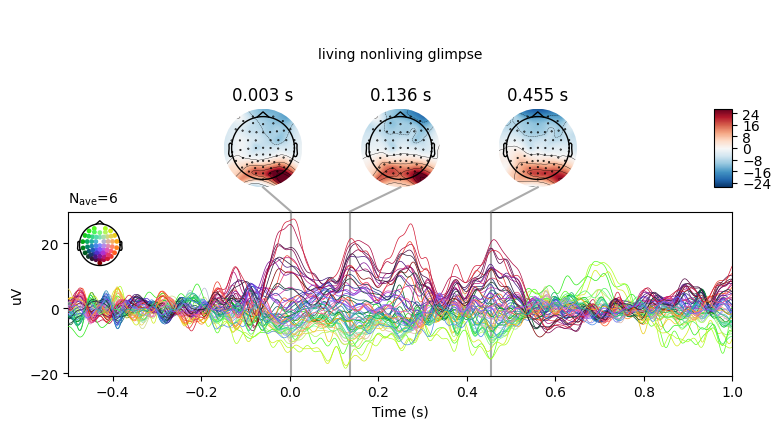 living nonliving glimpse
0.003 s 0.136 s 0.455 s
24
16
8
0
−8
−16
−24
Nave=6
uV
20
0
−20
−0.4 −0.2 0.0 0.2 0.4 0.6 0.8 1.0
Time (s)